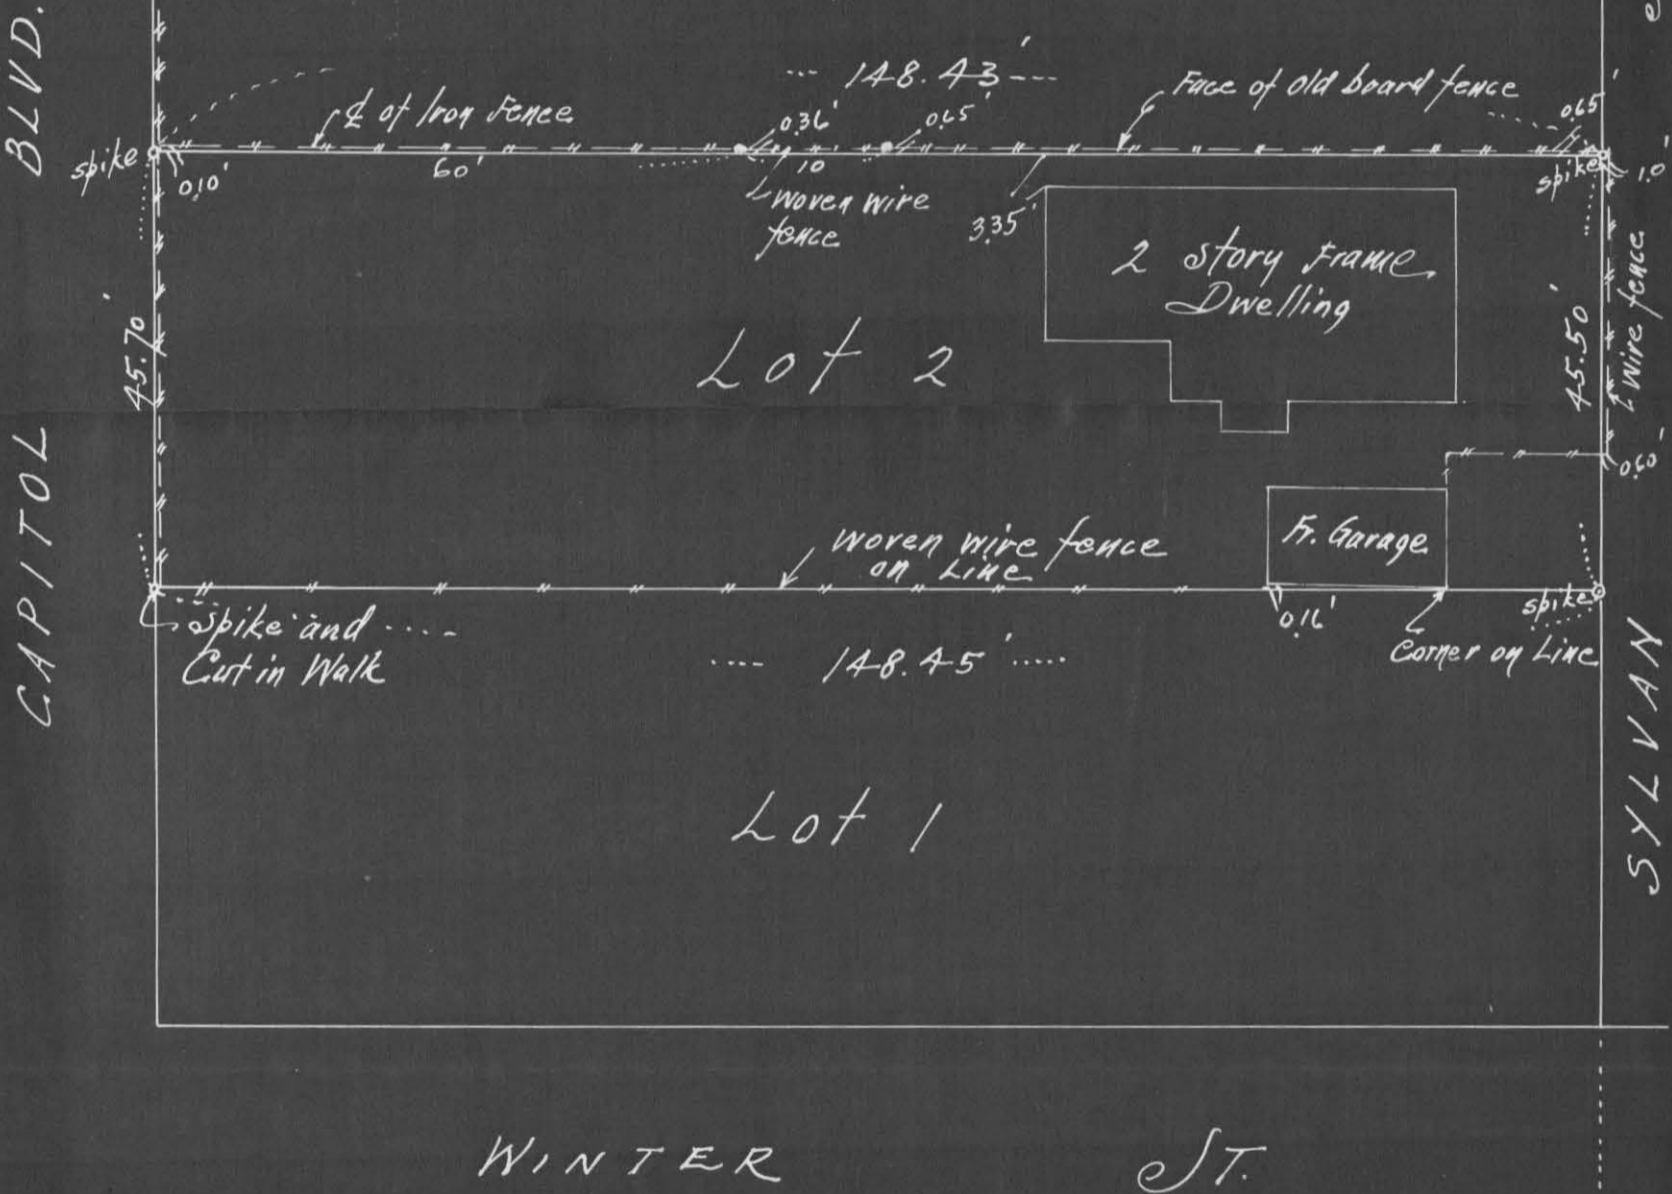 BLVD.
148.43'
℄ of Iron Fence
Face of old board fence
0.36'
0.65'
0.65'
spike
0.10'
60'
10'
spike
1.0'
woven wire
fence
3.35'
2 Story Frame
Dwelling
Wire fence
45.70'
45.50'
Lot 2
0.60'
CAPITOL
woven wire fence
on Line
Fr. Garage
Spike and
Cut in Walk
0.16'
spike
Corner on Line
148.45'
SYLVAN
Lot 1
WINTER ST.